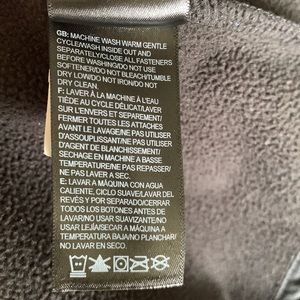 GB: MACHINE WASH WARM GENTLE
CYCLE/WASH INSIDE OUT AND
SEPARATELY/CLOSE ALL FASTENERS
BEFORE WASHING/DO NOT USE
SOFTENER/DO NOT BLEACH/TUMBLE
DRY LOW/DO NOT IRON/DO NOT
DRY CLEAN.
F: LAVER À LA MACHINE À L'EAU
TIÈDE AU CYCLE DÉLICAT/LAVER
SUR L'ENVERS ET SÉPARÉMENT/
FERMER TOUTES LES ATTACHES
AVANT LE LAVAGE/NE PAS UTILISER
D'ASSOUPLISSANT/NE PAS UTILISER
D'AGENT DE BLANCHISSEMENT/
SECHAGE EN MACHINE A BASSE
TEMPERATURE/NE PAS REPASSER/
NE PAS LAVER A SEC.
E: LAVAR A MÁQUINA CON AGUA
CALIENTE, CICLO SUAVE/LAVAR DEL
REVÉS Y POR SEPARADO/CERRAR
TODOS LOS BOTONES ANTES DE
LAVAR/NO USAR SUAVIZANTE/NO
USAR LEJÍA/SECAR A MÁQUINA A
TEMPERATURA BAJA/NO PLANCHAR/
NO LAVAR EN SECO.